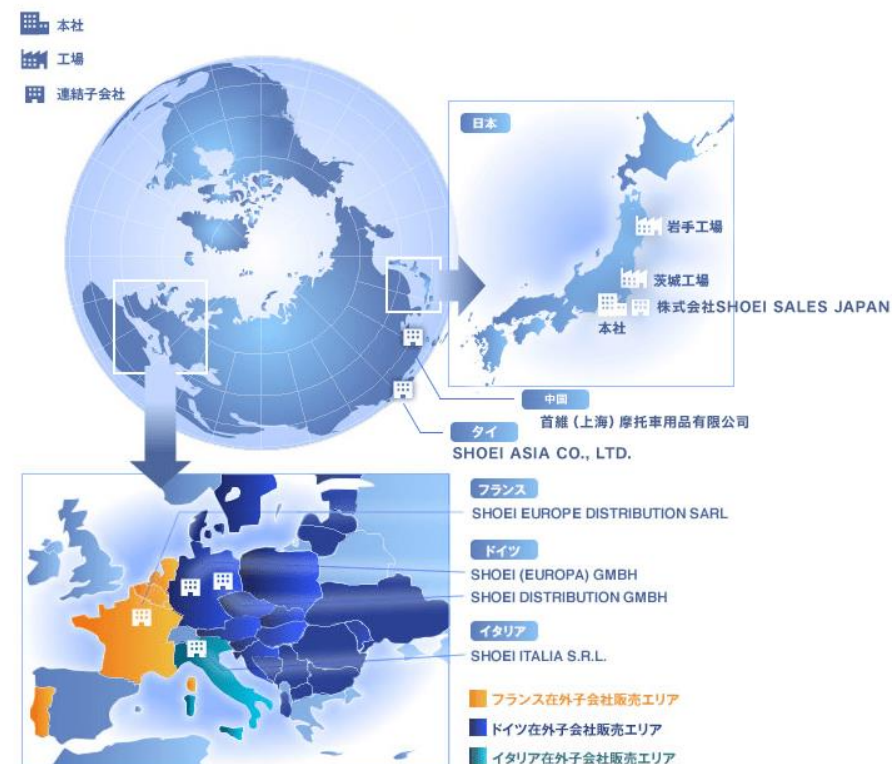 本社
工場
連結子会社
日本
岩手工場
茨城工場
株式会社SHOEI SALES JAPAN
本社
中国
首維（上海）摩托車用品有限公司
タイ
SHOEI ASIA CO., LTD.
フランス
SHOEI EUROPE DISTRIBUTION SARL
ドイツ
SHOEI (EUROPA) GMBH
SHOEI DISTRIBUTION GMBH
イタリア
SHOEI ITALIA S.R.L.
フランス在外子会社販売エリア
ドイツ在外子会社販売エリア
イタリア在外子会社販売エリア